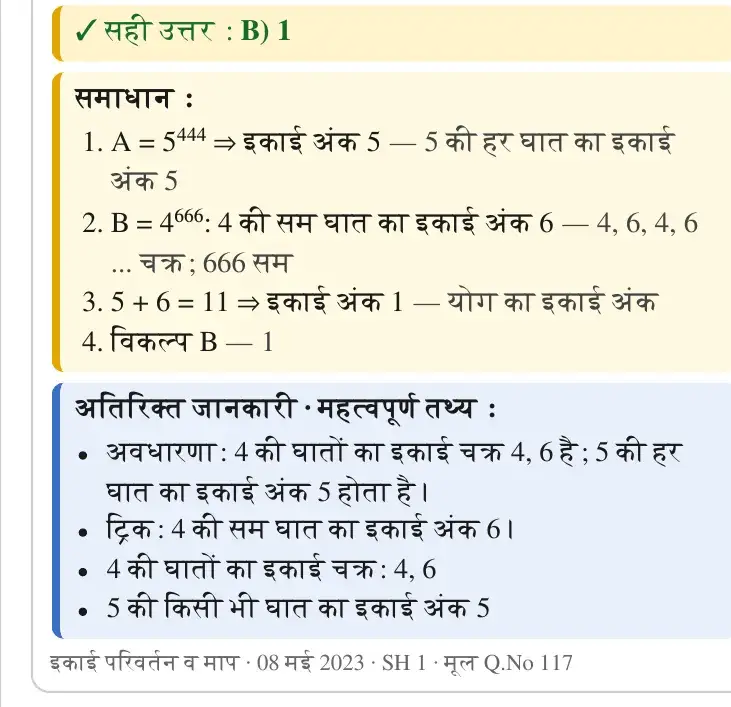 ✓ सही उत्तर : B) 1
समाधान :
1. A = 5⁴⁴⁴ ⇒ इकाई अंक 5 — 5 की हर घात का इकाई
अंक 5
2. B = 4⁶⁶⁶: 4 की सम घात का इकाई अंक 6 — 4, 6, 4, 6
... चक्र ; 666 सम
3. 5 + 6 = 11 ⇒ इकाई अंक 1 — योग का इकाई अंक
4. विकल्प B — 1
अतिरिक्त जानकारी · महत्वपूर्ण तथ्य :
• अवधारणा : 4 की घातों का इकाई चक्र 4, 6 है ; 5 की हर
घात का इकाई अंक 5 होता है।
• ट्रिक : 4 की सम घात का इकाई अंक 6।
• 4 की घातों का इकाई चक्र : 4, 6
• 5 की किसी भी घात का इकाई अंक 5
इकाई परिवर्तन व माप · 08 मई 2023 · SH 1 · मूल Q.No 117